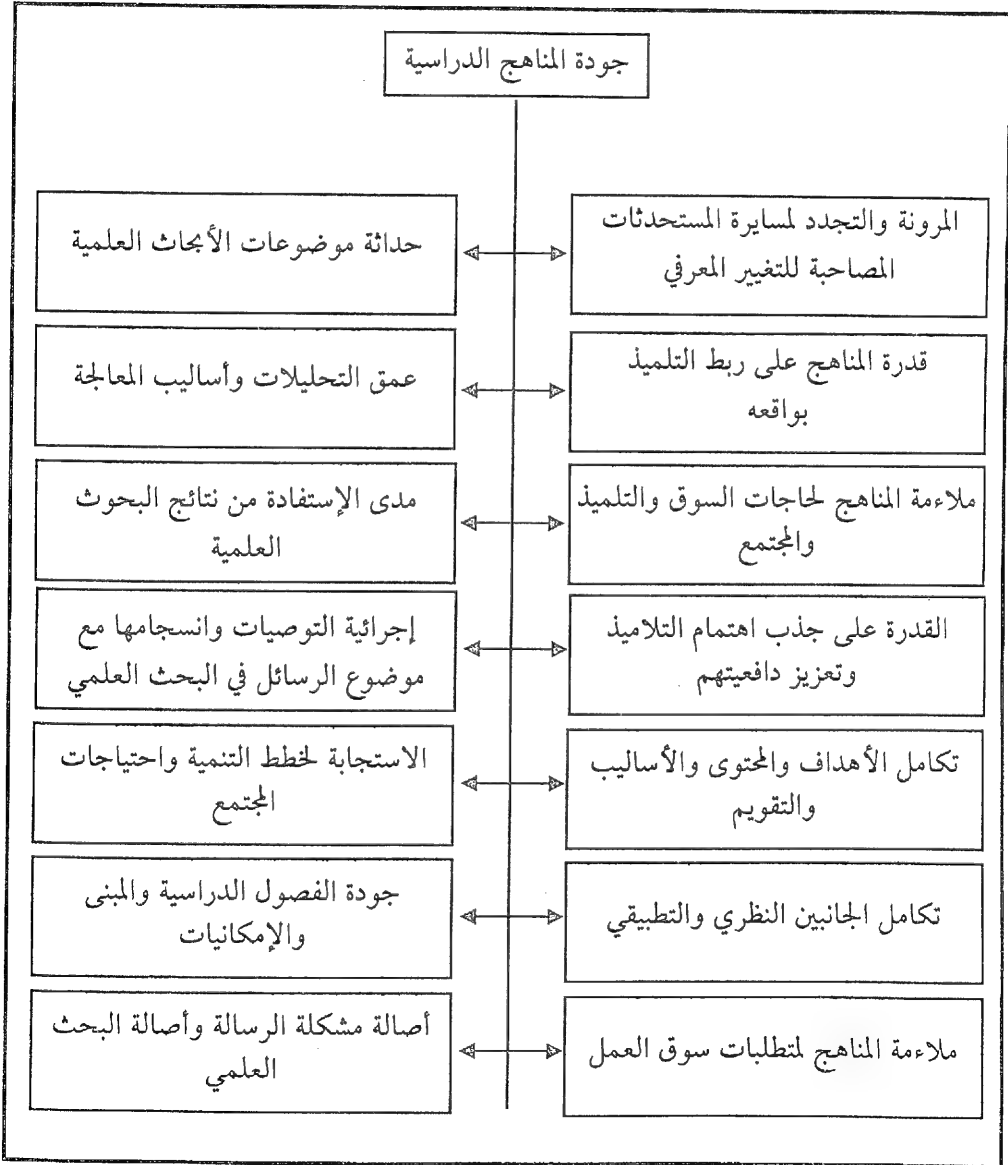 جودة المناهج الدراسية
المرونة والتجدد لمسايرة المستحدثات
المصاحبة للتغيير المعرفي
حداثة موضوعات الأبحاث العلمية
قدرة المناهج على ربط التلميذ
بواقعه
عمق التحليلات وأساليب المعالجة
ملاءمة المناهج لحاجات السوق والتلميذ
والمجتمع
مدى الإستفادة من نتائج البحوث
العلمية
القدرة على جذب اهتمام التلاميذ
وتعزيز دافعيتهم
إجرائية التوصيات وانسجامها مع
موضوع الرسائل في البحث العلمي
تكامل الأهداف والمحتوى والأساليب
والتقويم
الاستجابة لخطط التنمية واحتياجات
المجتمع
تكامل الجانبين النظري والتطبيقي
جودة الفصول الدراسية والمبنى
والإمكانيات
ملاءمة المناهج لمتطلبات سوق العمل
أصالة مشكلة الرسالة وأصالة البحث
العلمي